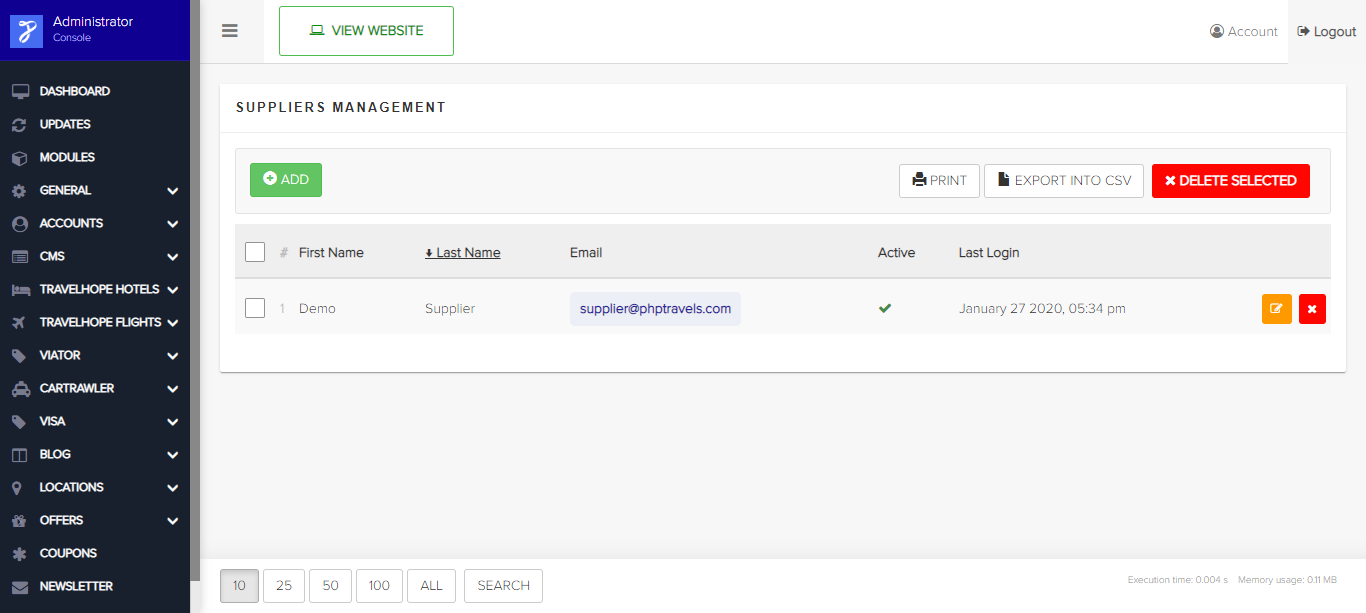 Administrator
Console
VIEW WEBSITE
Account
Logout
DASHBOARD
UPDATES
MODULES
GENERAL
ACCOUNTS
CMS
TRAVELHOPE HOTELS
TRAVELHOPE FLIGHTS
VIATOR
CARTRAWLER
VISA
BLOG
LOCATIONS
OFFERS
COUPONS
NEWSLETTER
SUPPLIERS MANAGEMENT
ADD
PRINT
EXPORT INTO CSV
DELETE SELECTED
# First Name Last Name Email Active Last Login
1 Demo Supplier supplier@phptravels.com January 27 2020, 05:34 pm
10 25 50 100 ALL SEARCH
Execution time: 0.004 s Memory usage: 0.11 MB